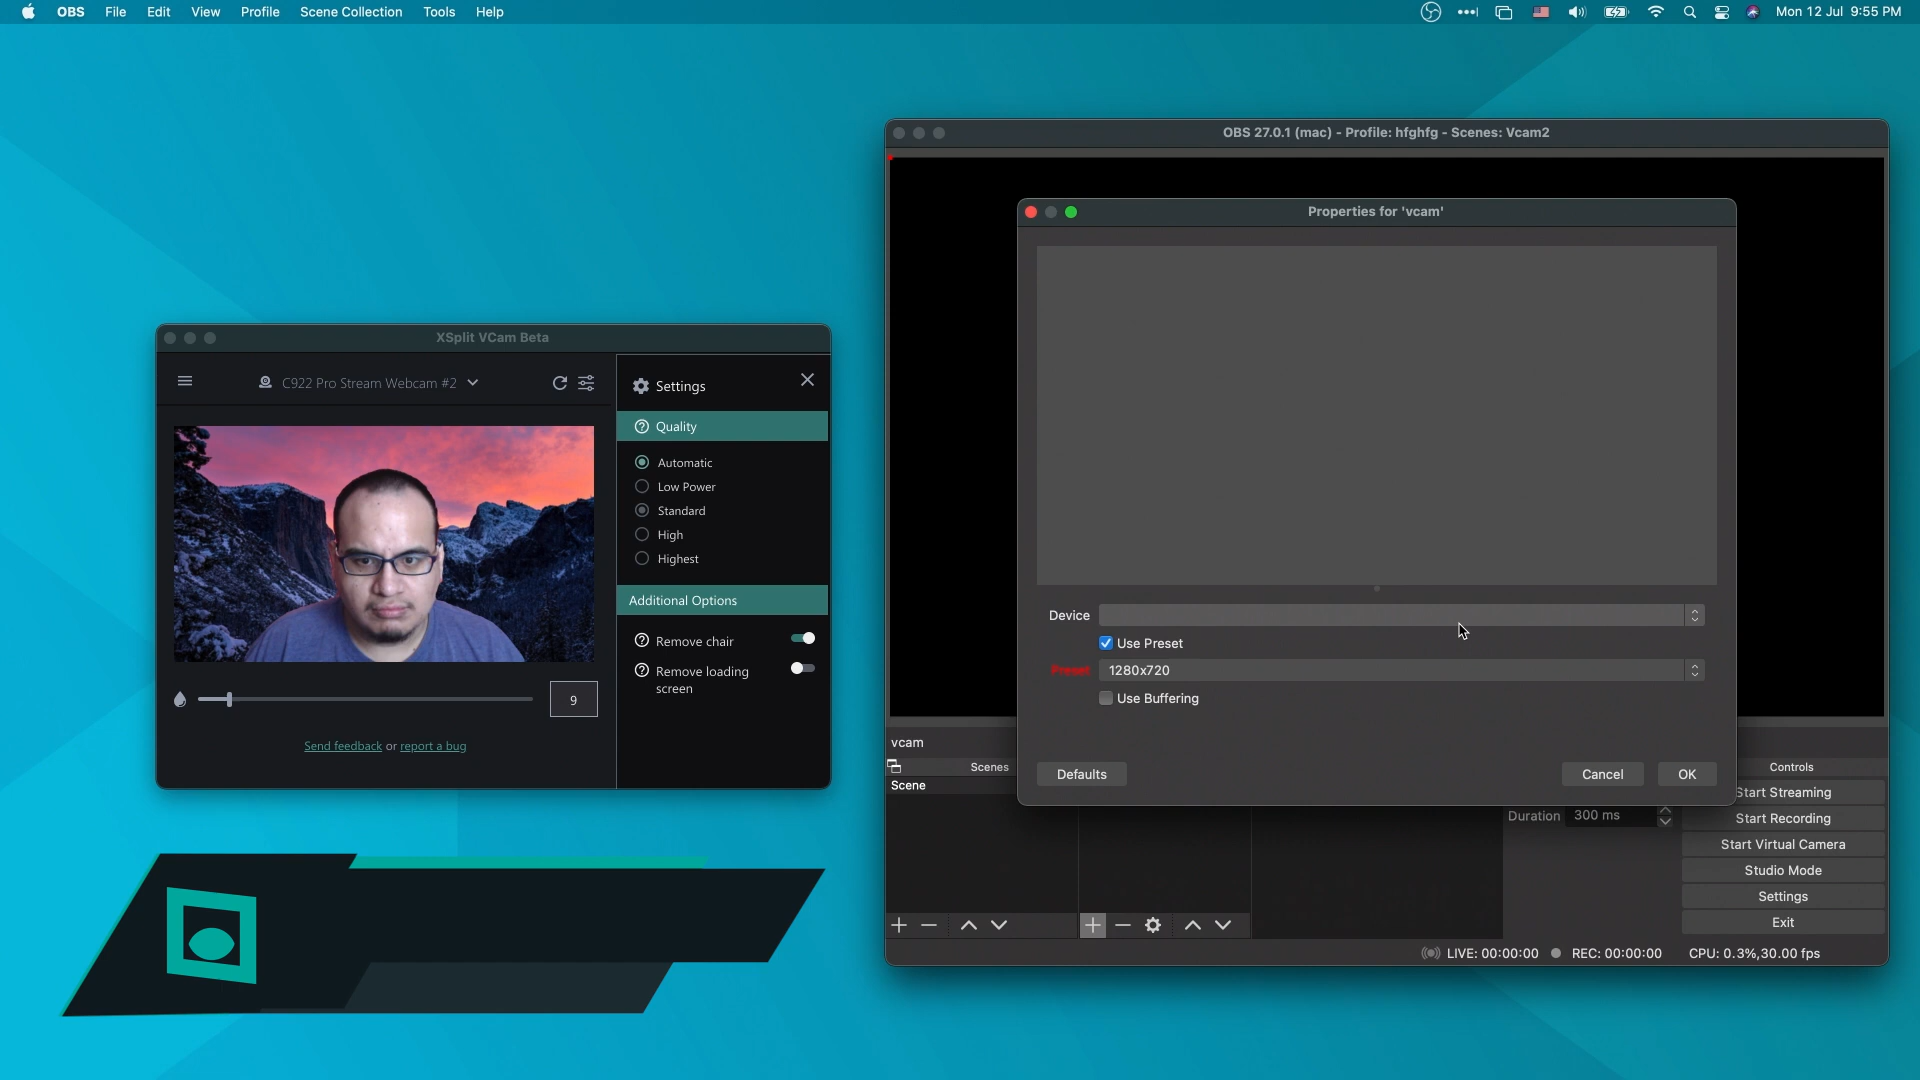 OBS File Edit View Profile Scene Collection Tools Help
Mon 12 Jul 9:55 PM
OBS 27.0.1 (mac) - Profile: hfghfg - Scenes: Vcam2
Properties for 'vcam'
Device
Use Preset
Preset 1280x720
Use Buffering
Defaults Cancel OK
XSplit VCam Beta
C922 Pro Stream Webcam #2
Settings
Quality
Automatic
Low Power
Standard
High
Highest
Additional Options
Remove chair
Remove loading
screen
9
Send feedback or report a bug
vcam
Scenes
Scene
Duration 300 ms
Controls
Start Streaming
Start Recording
Start Virtual Camera
Studio Mode
Settings
Exit
LIVE: 00:00:00 REC: 00:00:00 CPU: 0.3%,30.00 fps